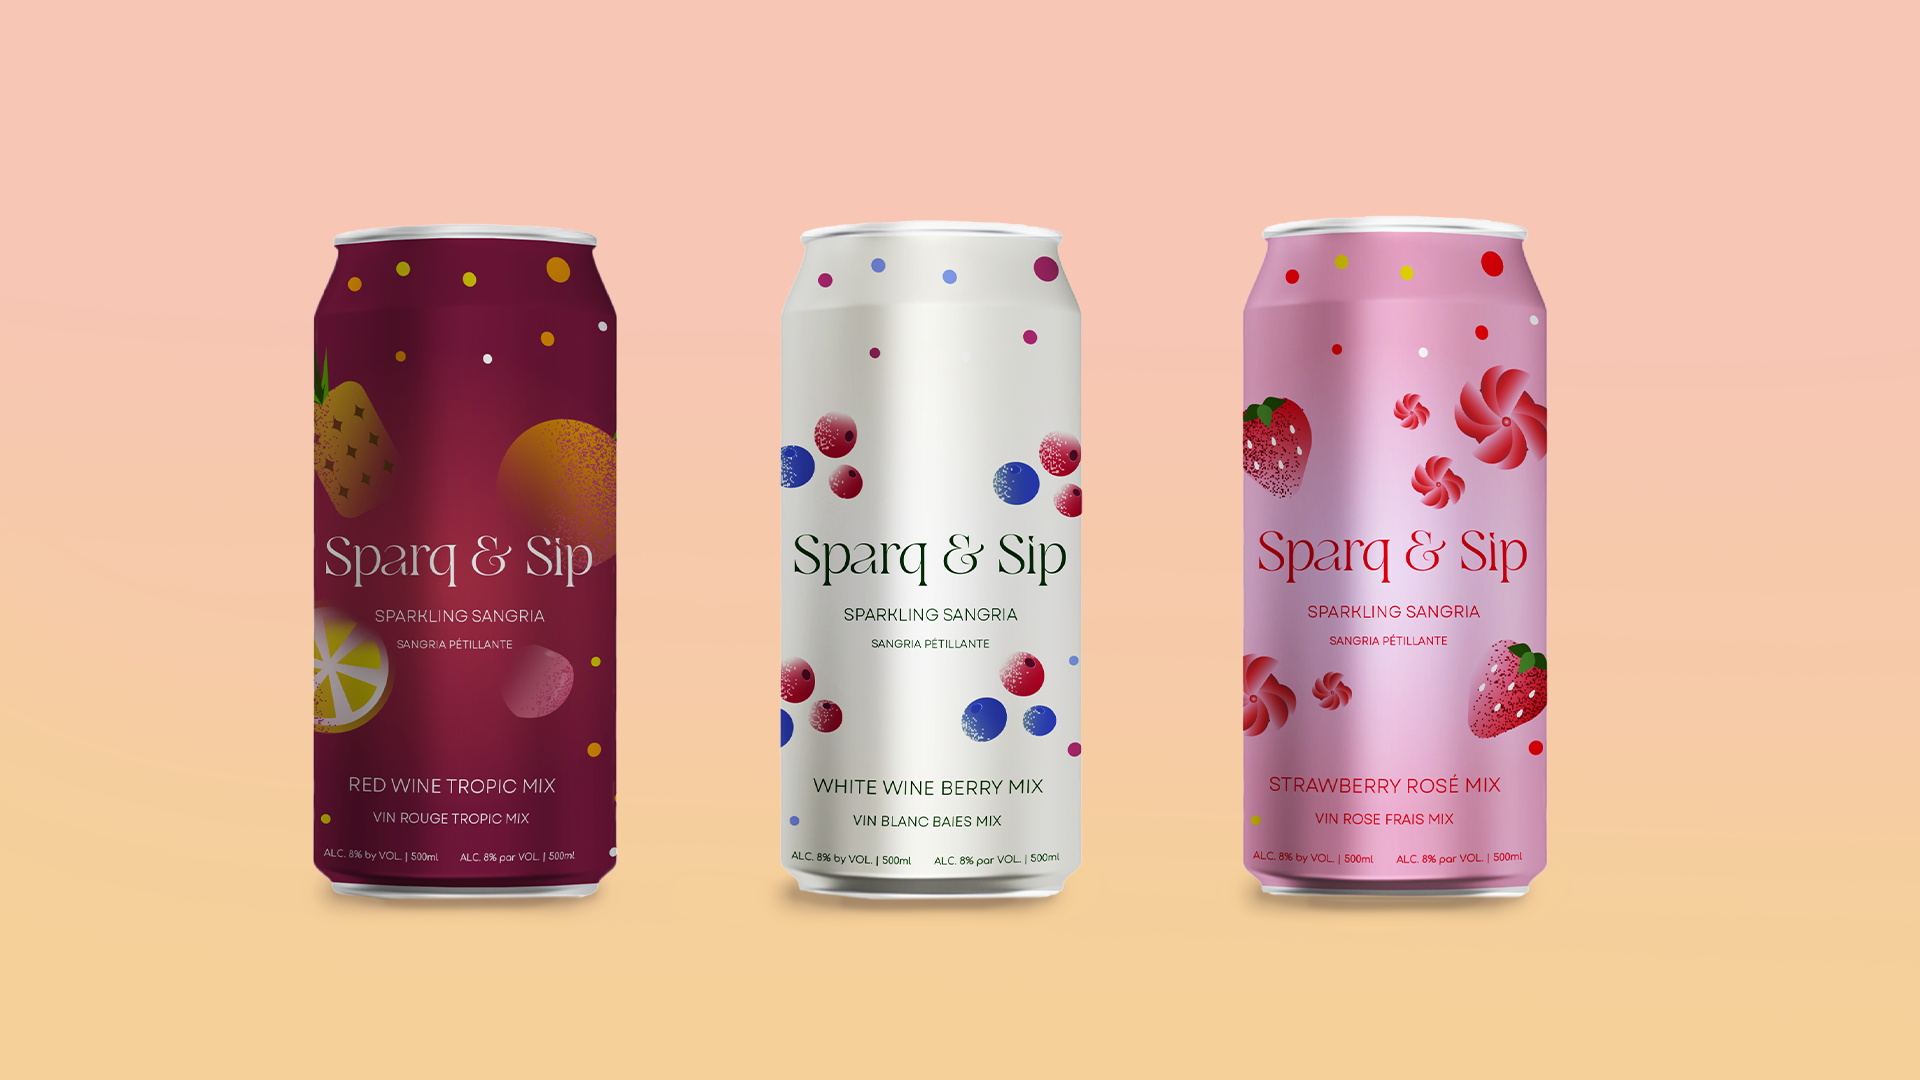 Sparq & Sip
SPARKLING SANGRIA
SANGRIA PÉTILLANTE
RED WINE TROPIC MIX
VIN ROUGE TROPIC MIX
ALC. 8% by VOL. | 500ml ALC. 8% par VOL. | 500ml
Sparq & Sip
SPARKLING SANGRIA
SANGRIA PÉTILLANTE
WHITE WINE BERRY MIX
VIN BLANC BAIES MIX
ALC. 8% by VOL. | 500ml ALC. 8% par VOL. | 500ml
Sparq & Sip
SPARKLING SANGRIA
SANGRIA PÉTILLANTE
STRAWBERRY ROSÉ MIX
VIN ROSE FRAIS MIX
ALC. 8% by VOL. | 500ml ALC. 8% par VOL. | 500ml